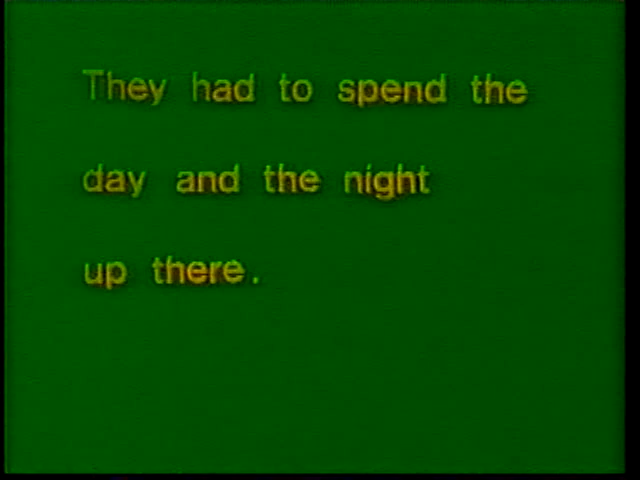 They had to spend the
day and the night
up there.